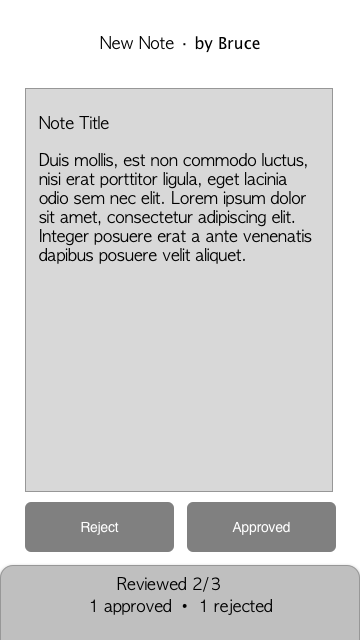 New Note · by Bruce
Note Title
Duis mollis, est non commodo luctus,
nisi erat porttitor ligula, eget lacinia
odio sem nec elit. Lorem ipsum dolor
sit amet, consectetur adipiscing elit.
Integer posuere erat a ante venenatis
dapibus posuere velit aliquet.
Reject
Approved
Reviewed 2/3
1 approved • 1 rejected